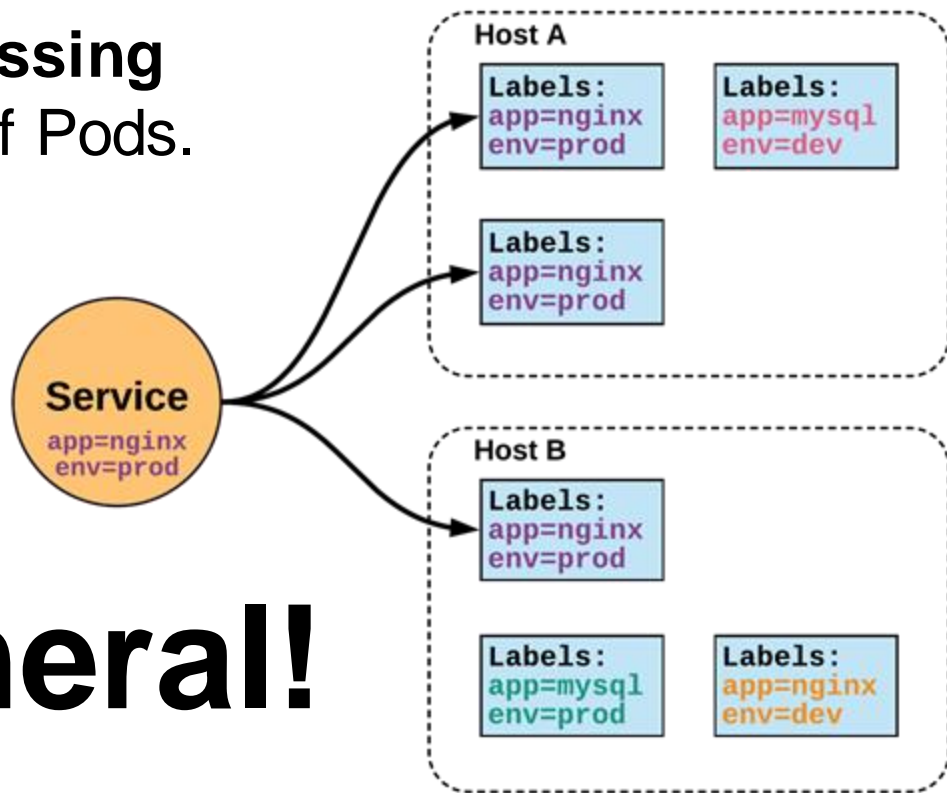 ssing
f Pods.
Service
app=nginx
env=prod
neral!
Host A
Labels:
app=nginx
env=prod
Labels:
app=mysql
env=dev
Labels:
app=nginx
env=prod
Host B
Labels:
app=nginx
env=prod
Labels:
app=mysql
env=prod
Labels:
app=nginx
env=dev